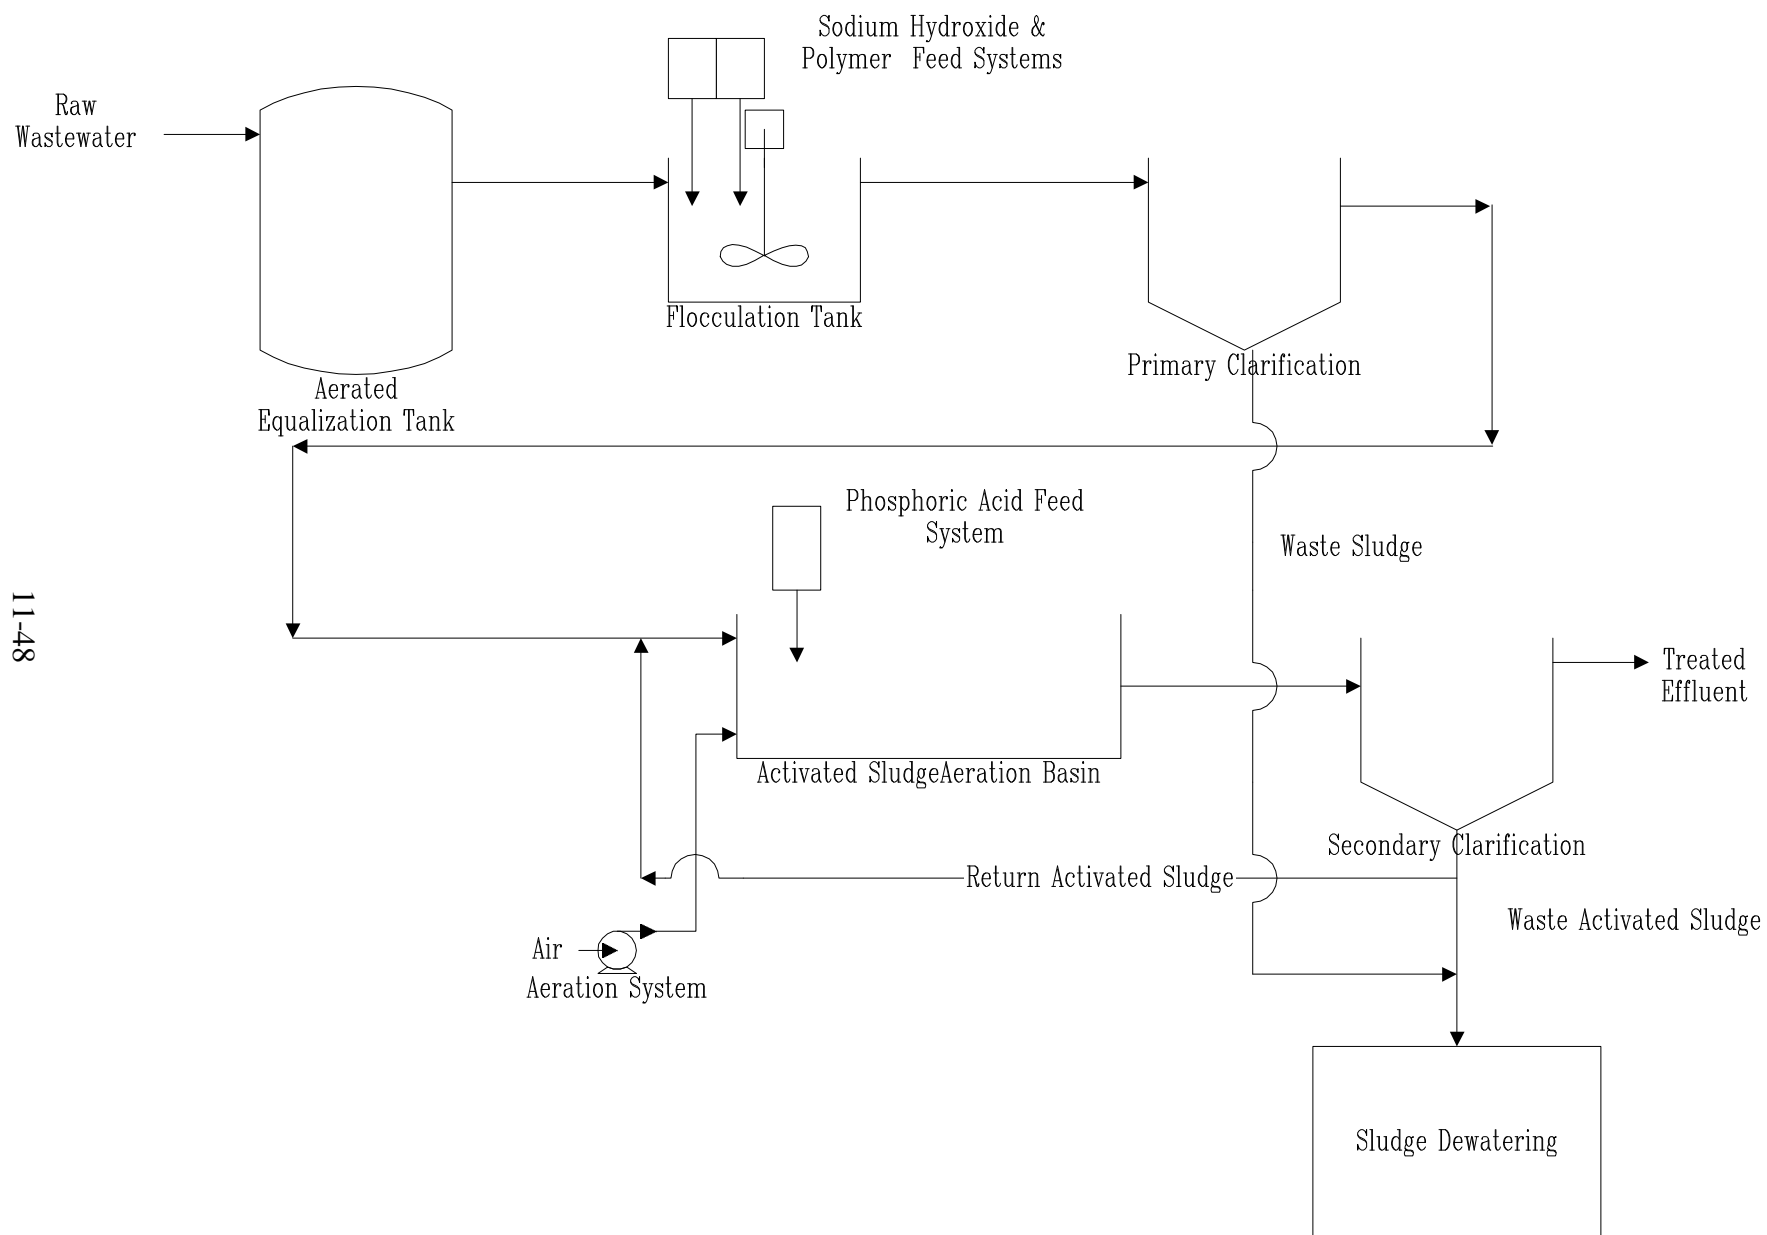 Sodium Hydroxide &
Polymer Feed Systems
Raw
Wastewater
Flocculation Tank
Primary Clarification
Aerated
Equalization Tank
Phosphoric Acid Feed
System
Waste Sludge
11-48
Treated
Effluent
Activated SludgeAeration Basin
Secondary Clarification
Return Activated Sludge
Waste Activated Sludge
Air
Aeration System
Sludge Dewatering